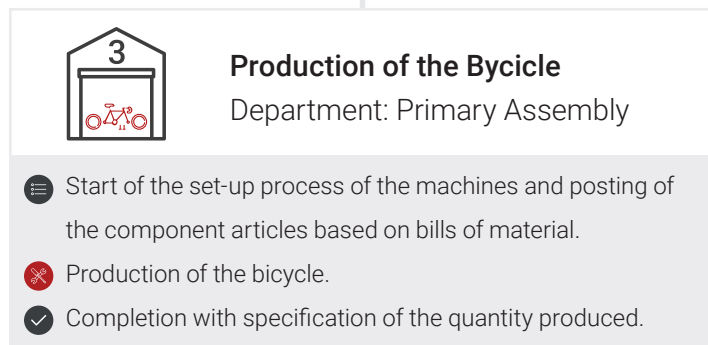 3
Production of the Bycicle
Department: Primary Assembly
Start of the set-up process of the machines and posting of
the component articles based on bills of material.
Production of the bicycle.
Completion with specification of the quantity produced.